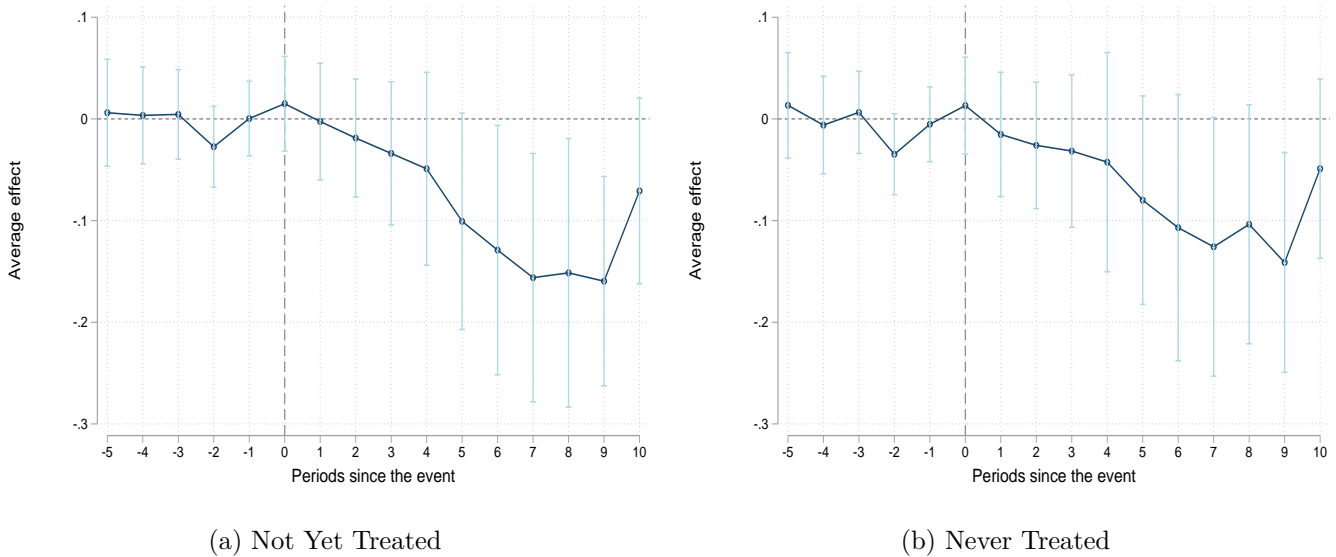 .1
0
-.1
-.2
-.3
Average effect
-5 -4 -3 -2 -1 0 1 2 3 4 5 6 7 8 9 10
Periods since the event
(a) Not Yet Treated
.1
0
-.1
-.2
-.3
Average effect
-5 -4 -3 -2 -1 0 1 2 3 4 5 6 7 8 9 10
Periods since the event
(b) Never Treated